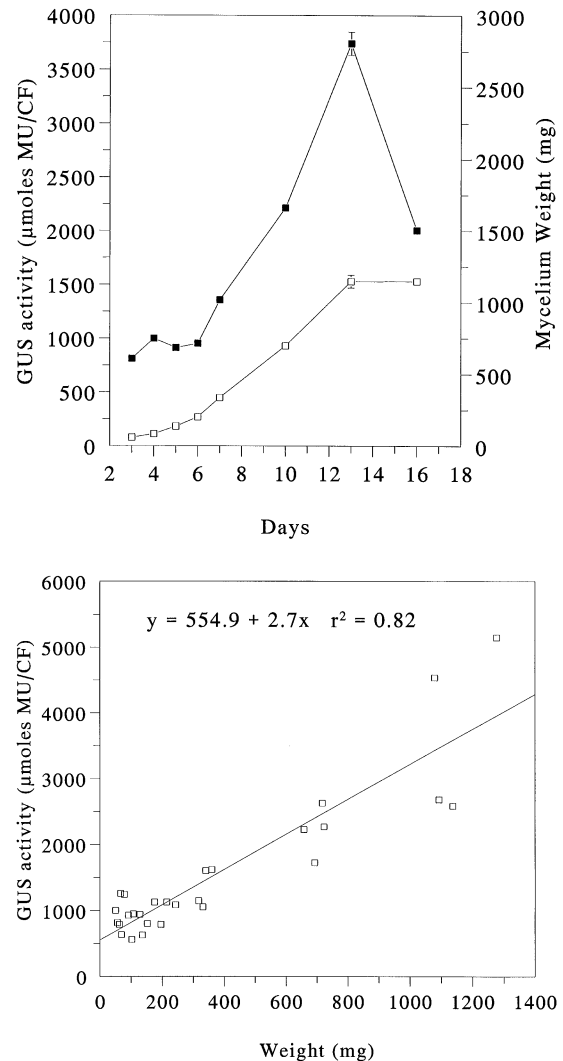 4000
3500
3000
2500
2000
1500
1000
500
0
GUS activity (μmoles MU/CF)
3000
2500
2000
1500
1000
500
0
Mycelium Weight (mg)
2 4 6 8 10 12 14 16 18
Days
6000
5000
4000
3000
2000
1000
0
GUS activity (μmoles MU/CF)
y = 554.9 + 2.7x r² = 0.82
0 200 400 600 800 1000 1200 1400
Weight (mg)